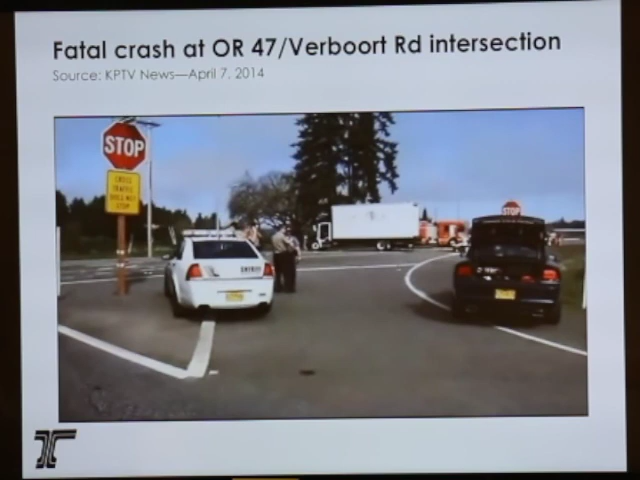 Fatal crash at OR 47/Verboort Rd intersection
Source: KPTV News—April 7, 2014
STOP
CROSS
TRAFFIC
DOES NOT
STOP
STOP